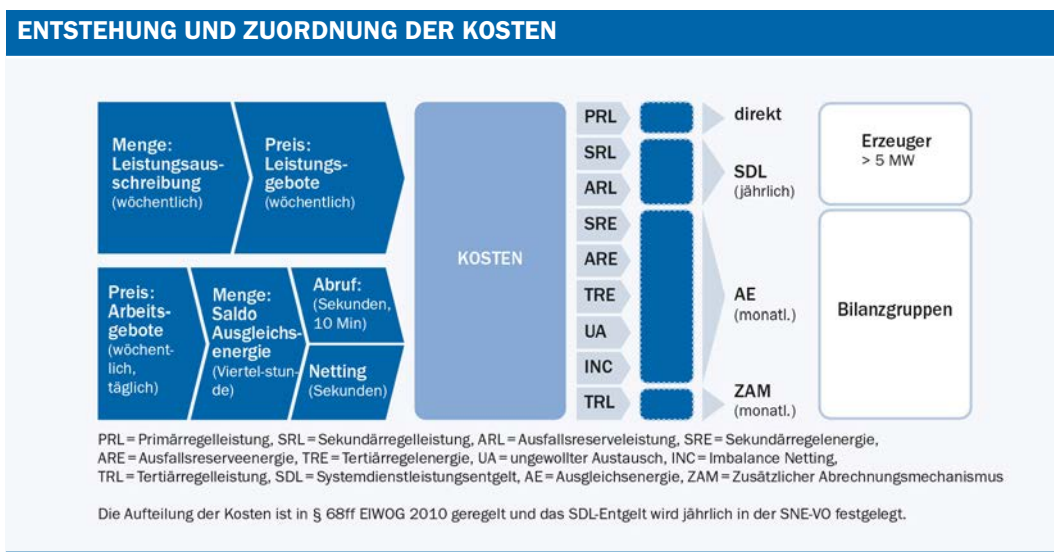 ENTSTEHUNG UND ZUORDNUNG DER KOSTEN
Menge:
Leistungsaus-
schreibung
(wöchentlich)
Preis:
Leistungs-
gebote
(wöchentlich)
Preis:
Arbeits-
gebote
(wöchent-
lich,
täglich)
Menge:
Saldo
Ausgleichs-
energie
(Viertel-stun-
de)
Abruf:
(Sekunden,
10 Min)
Netting
(Sekunden)
KOSTEN
PRL
SRL
ARL
SRE
ARE
TRE
UA
INC
TRL
direkt
SDL
(jährlich)
AE
(monatl.)
ZAM
(monatl.)
Erzeuger
> 5 MW
Bilanzgruppen
PRL = Primärregelleistung, SRL = Sekundärregelleistung, ARL = Ausfallsreserveleistung, SRE = Sekundärregelenergie,
ARE = Ausfallsreserveenergie, TRE = Tertiärregelenergie, UA = ungewollter Austausch, INC = Imbalance Netting,
TRL = Tertiärregelleistung, SDL = Systemdienstleistungsentgelt, AE = Ausgleichsenergie, ZAM = Zusätzlicher Abrechnungsmechanismus
Die Aufteilung der Kosten ist in § 68ff ElWOG 2010 geregelt und das SDL-Entgelt wird jährlich in der SNE-VO festgelegt.